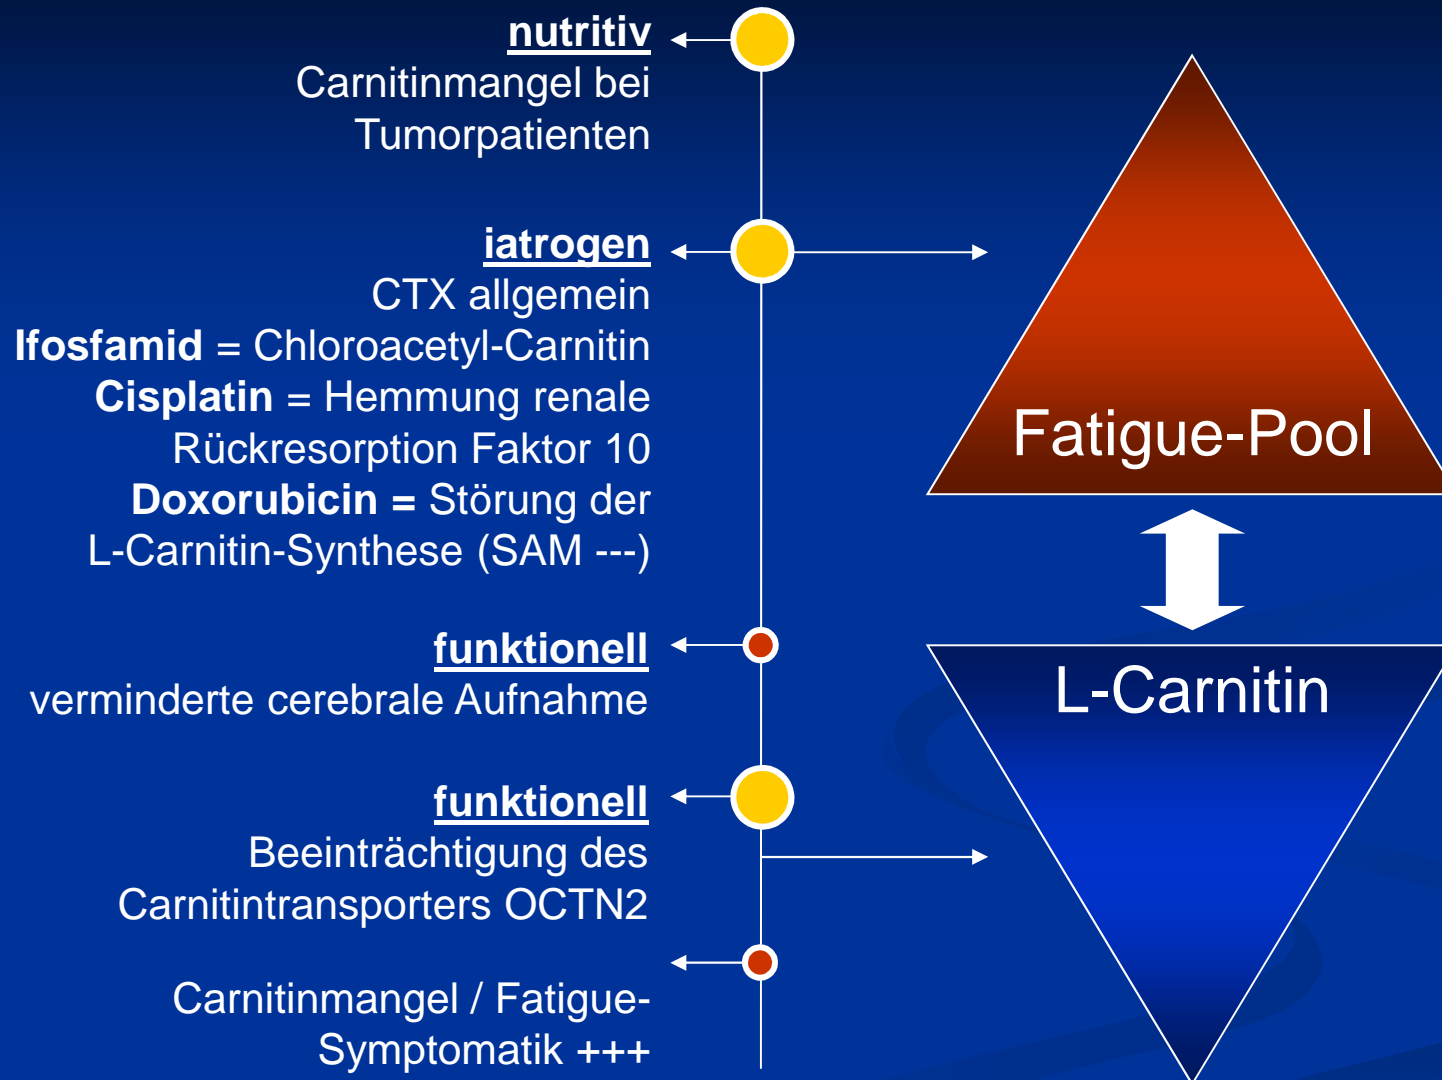 nutritiv
Carnitinmangel bei
Tumorpatienten
iatrogen
CTX allgemein
Ifosfamid = Chloroacetyl-Carnitin
Cisplatin = Hemmung renale
Rückresorption Faktor 10
Doxorubicin = Störung der
L-Carnitin-Synthese (SAM ---)
funktionell
verminderte cerebrale Aufnahme
funktionell
Beeinträchtigung des
Carnitintransporters OCTN2
Carnitinmangel / Fatigue-
Symptomatik +++
Fatigue-Pool
L-Carnitin